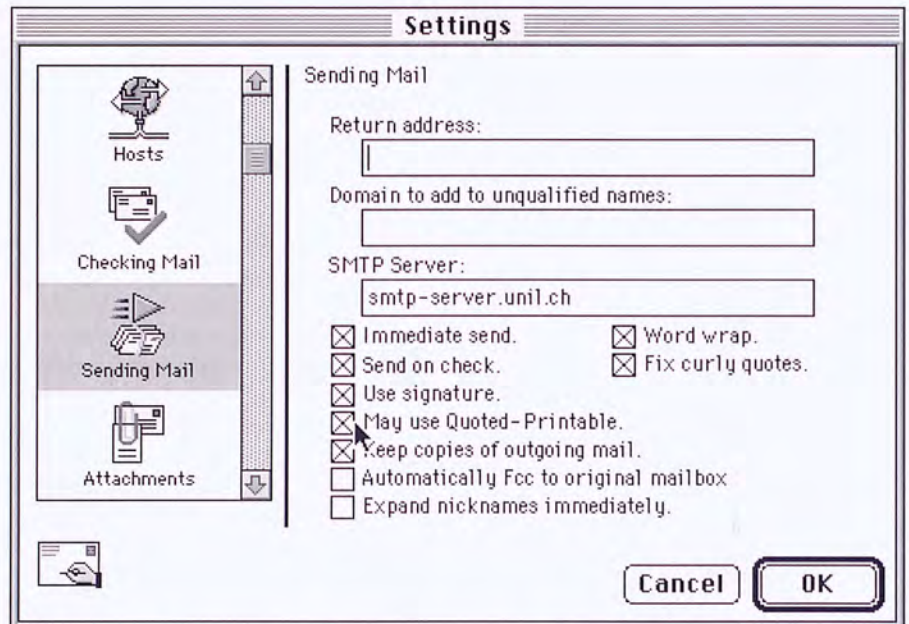 Settings
Hosts
Checking Mail
Sending Mail
Attachments
Sending Mail
Return address:
Domain to add to unqualified names:
SMTP Server:
smtp-server.unil.ch
Immediate send.
Word wrap.
Send on check.
Fix curly quotes.
Use signature.
May use Quoted-Printable.
Keep copies of outgoing mail.
Automatically Fcc to original mailbox
Expand nicknames immediately.
Cancel
OK